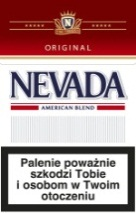 N
ORIGINAL
NEVADA
AMERICAN BLEND
Palenie poważnie
szkodzi Tobie
i osobom w Twoim
otoczeniu